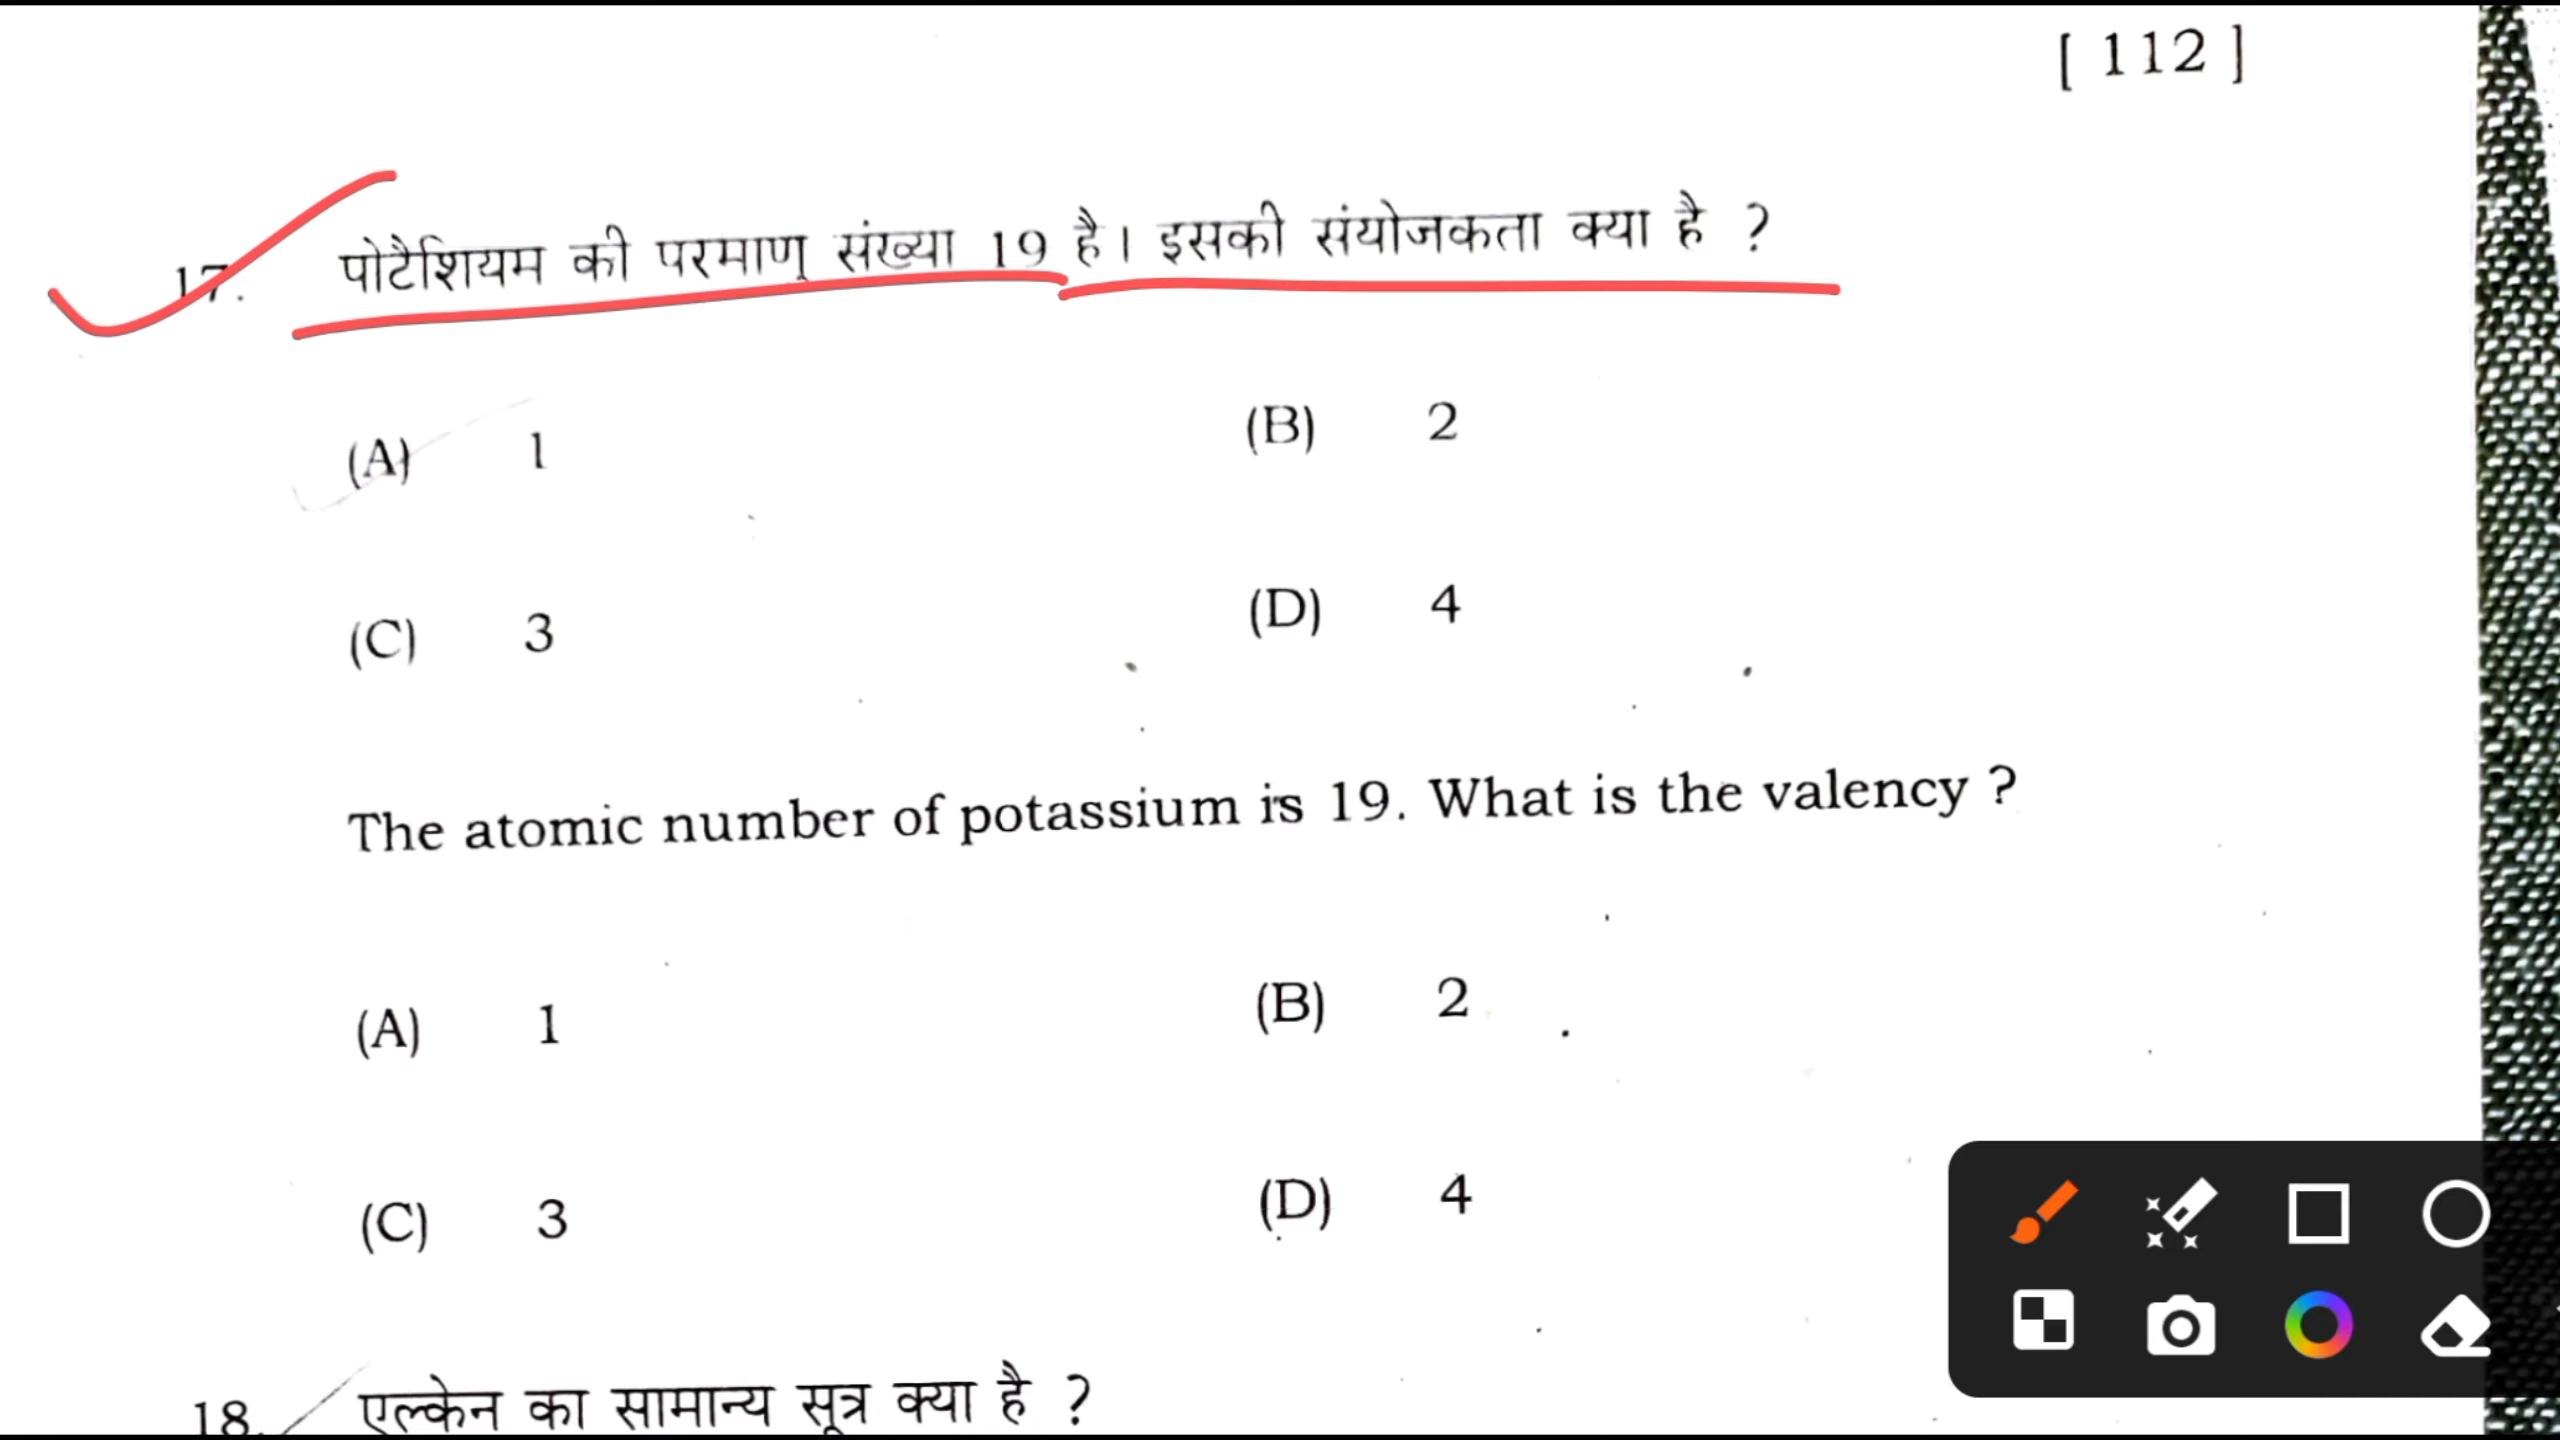 [ 112 ]
17. पोटैशियम की परमाणु संख्या 19 है। इसकी संयोजकता क्या है ?
(A) 1 (B) 2
(C) 3 (D) 4
The atomic number of potassium is 19. What is the valency ?
(A) 1 (B) 2
(C) 3 (D) 4
18. एल्केन का सामान्य सूत्र क्या है ?